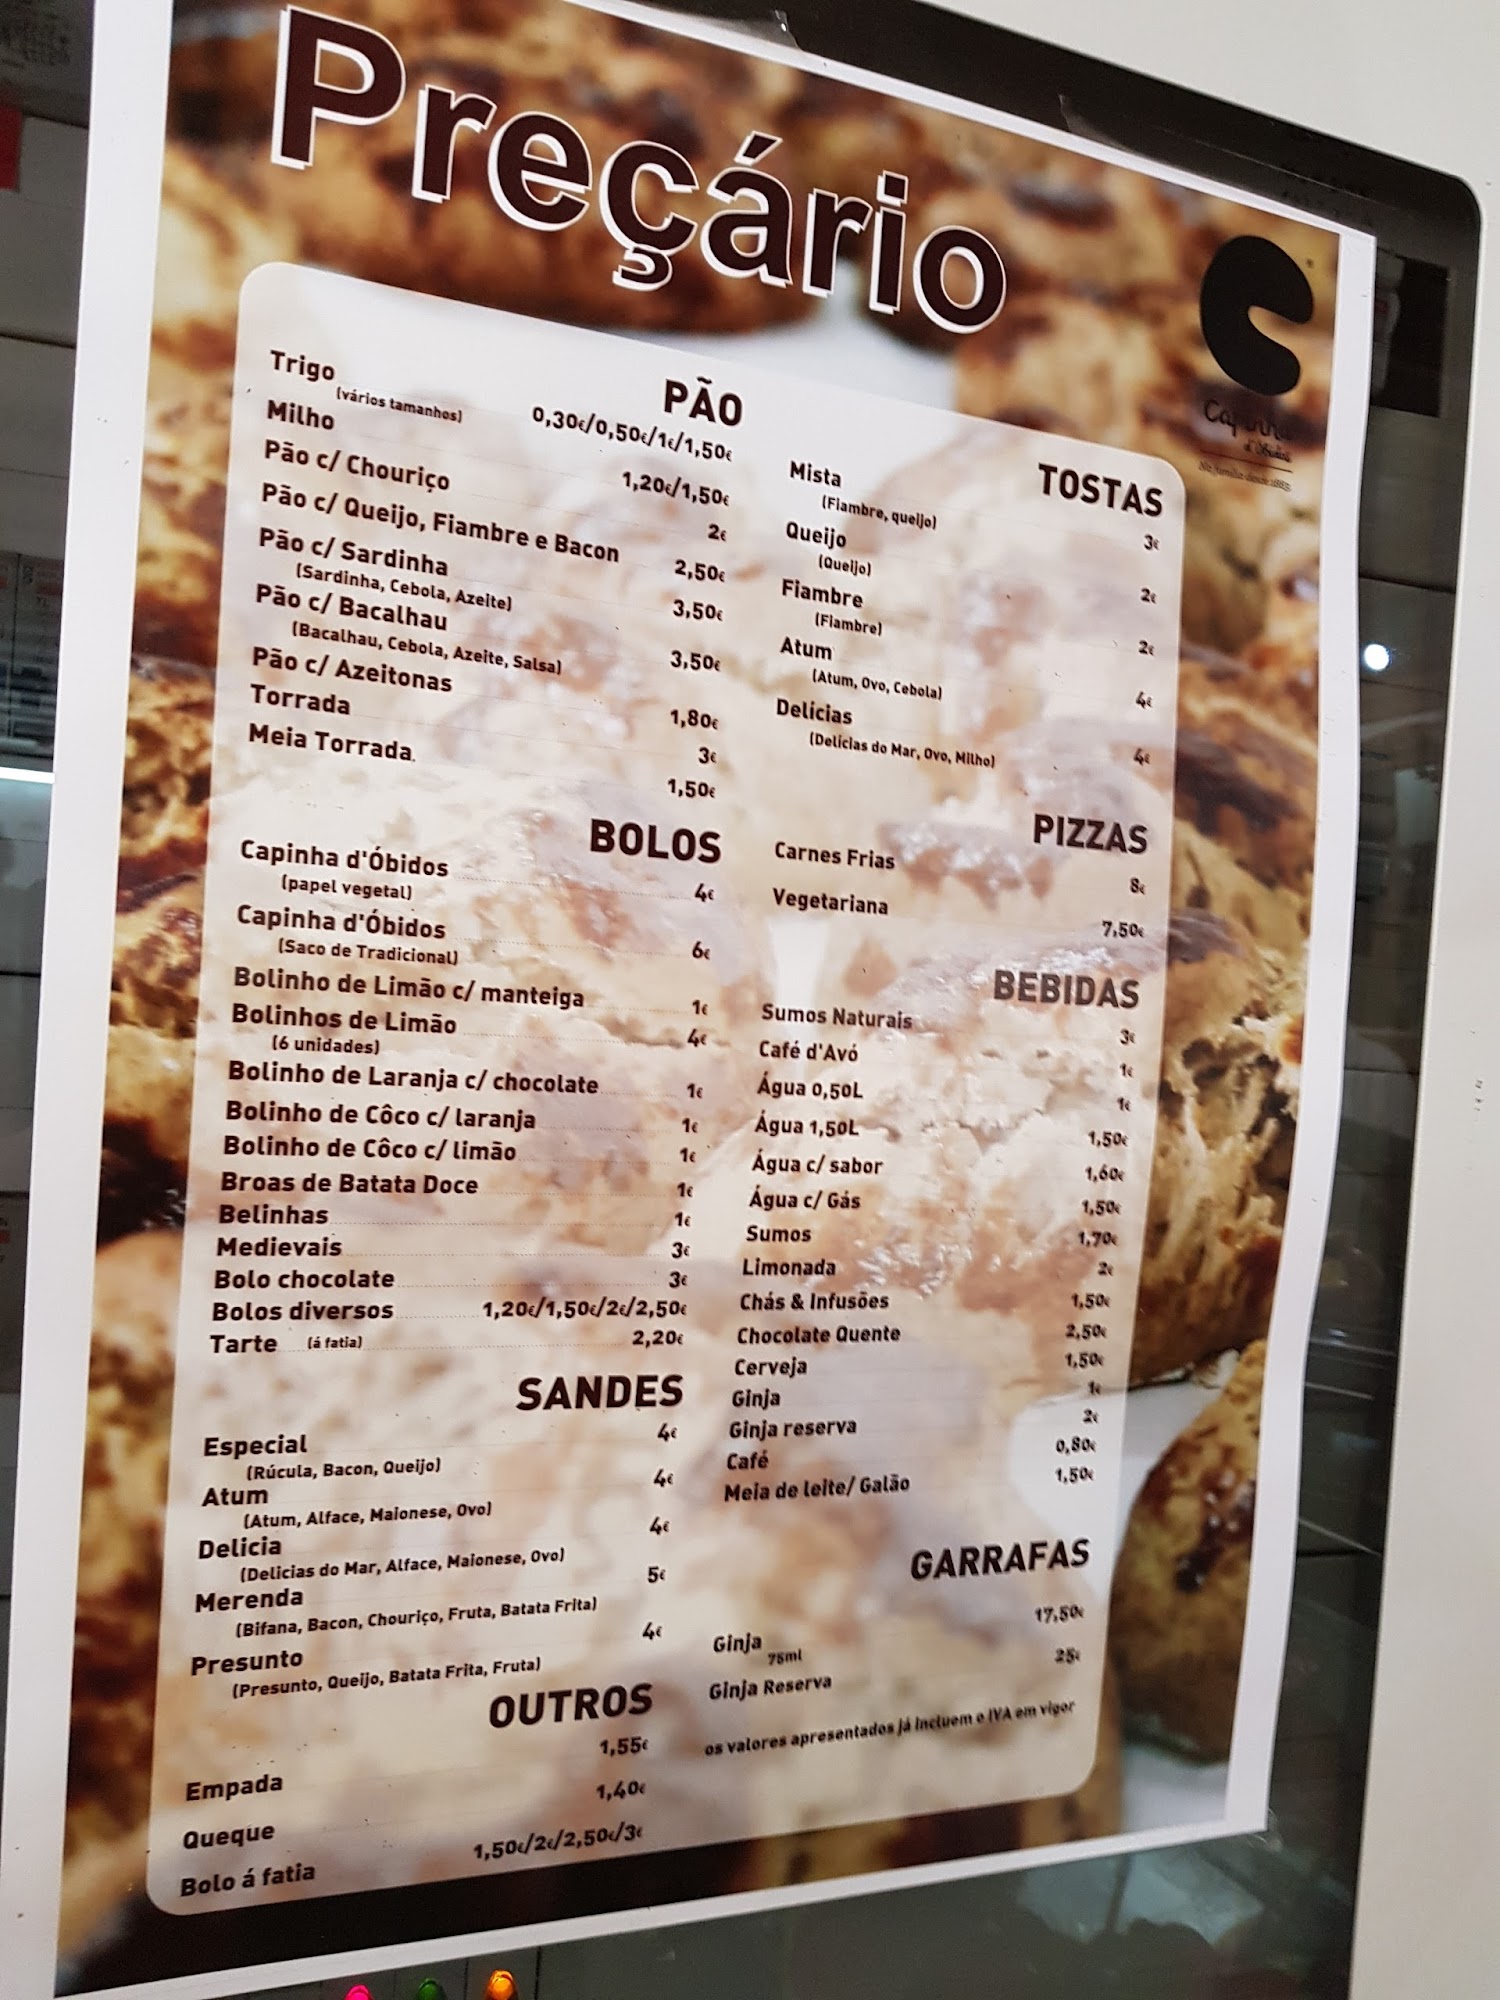 Preçário
Capinha
d'Óbidos
Na família desde 1883
PÃO
Trigo (vários tamanhos) 0,30€/0,50€/1€/1,50€
Milho 1,20€/1,50€
Pão c/ Chouriço 2€
Pão c/ Queijo, Fiambre e Bacon 2,50€
Pão c/ Sardinha 3,50€
(Sardinha, Cebola, Azeite)
Pão c/ Bacalhau 3,50€
(Bacalhau, Cebola, Azeite, Salsa)
Pão c/ Azeitonas 1,80€
Torrada 3€
Meia Torrada 1,50€
BOLOS
Capinha d'Óbidos 4€
(papel vegetal)
Capinha d'Óbidos 6€
(Saco de Tradicional)
Bolinho de Limão c/ manteiga 1€
Bolinhos de Limão 4€
(6 unidades)
Bolinho de Laranja c/ chocolate 1€
Bolinho de Côco c/ laranja 1€
Bolinho de Côco c/ limão 1€
Broas de Batata Doce 1€
Belinhas 1€
Medievais 3€
Bolo chocolate 3€
Bolos diversos 1,20€/1,50€/2€/2,50€
Tarte (á fatia) 2,20€
SANDES
Especial 4€
(Rúcula, Bacon, Queijo)
Atum 4€
(Atum, Alface, Maionese, Ovo)
Delicia 4€
(Delicias do Mar, Alface, Maionese, Ovo)
Merenda 5€
(Bifana, Bacon, Chouriço, Fruta, Batata Frita)
Presunto 4€
(Presunto, Queijo, Batata Frita, Fruta)
OUTROS
Empada 1,55€
Queque 1,40€
Bolo á fatia 1,50€/2€/2,50€/3€
TOSTAS
Mista 3€
(Fiambre, queijo)
Queijo 2€
(Queijo)
Fiambre 2€
(Fiambre)
Atum 4€
(Atum, Ovo, Cebola)
Delícias 4€
(Delícias do Mar, Ovo, Milho)
PIZZAS
Carnes Frias 8€
Vegetariana 7,50€
BEBIDAS
Sumos Naturais 3€
Café d'Avó 1€
Água 0,50L 1€
Água 1,50L 1,50€
Água c/ sabor 1,60€
Água c/ Gás 1,50€
Sumos 1,70€
Limonada 2€
Chás & Infusões 1,50€
Chocolate Quente 2,50€
Cerveja 1,50€
Ginja 1€
Ginja reserva 2€
Café 0,80€
Meia de leite/ Galão 1,50€
GARRAFAS
Ginja 75ml 17,50€
Ginja Reserva 25€
os valores apresentados já incluem o IVA em vigor